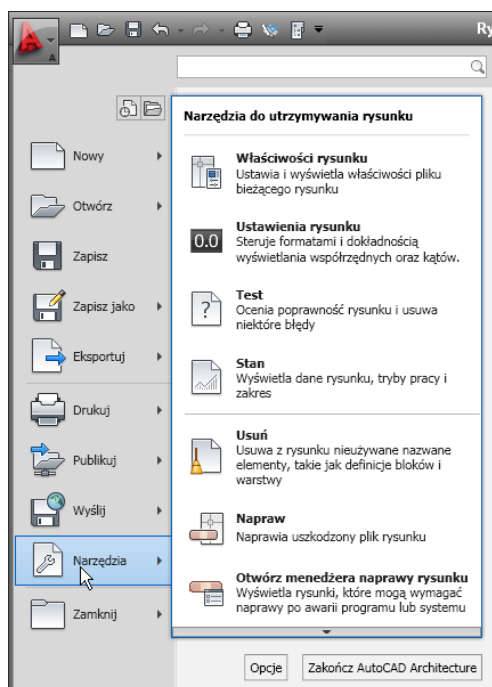 A
Ry
Narzędzia do utrzymywania rysunku
Nowy
Otwórz
Zapisz
Zapisz jako
Eksportuj
Drukuj
Publikuj
Wyślij
Narzędzia
Zamknij
Właściwości rysunku
Ustawia i wyświetla właściwości pliku
bieżącego rysunku
0.0
Ustawienia rysunku
Steruje formatami i dokładnością
wyświetlania współrzędnych oraz kątów.
?
Test
Ocenia poprawność rysunku i usuwa
niektóre błędy
Stan
Wyświetla dane rysunku, tryby pracy i
zakres
Usuń
Usuwa z rysunku nieużywane nazwane
elementy, takie jak definicje bloków i
warstwy
Napraw
Naprawia uszkodzony plik rysunku
Otwórz menedżera naprawy rysunku
Wyświetla rysunki, które mogą wymagać
naprawy po awarii programu lub systemu
Opcje
Zakończ AutoCAD Architecture